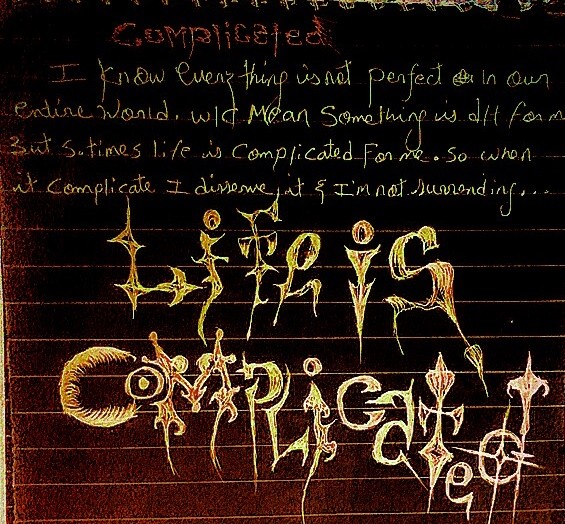 Complicated
I know everything is not perfect in our
entire world. w/c Mean Something is d/f for m
But s.times life is complicated for me. So when
it complicate I disserve it & I'm not surrending...
Life is
Complicated